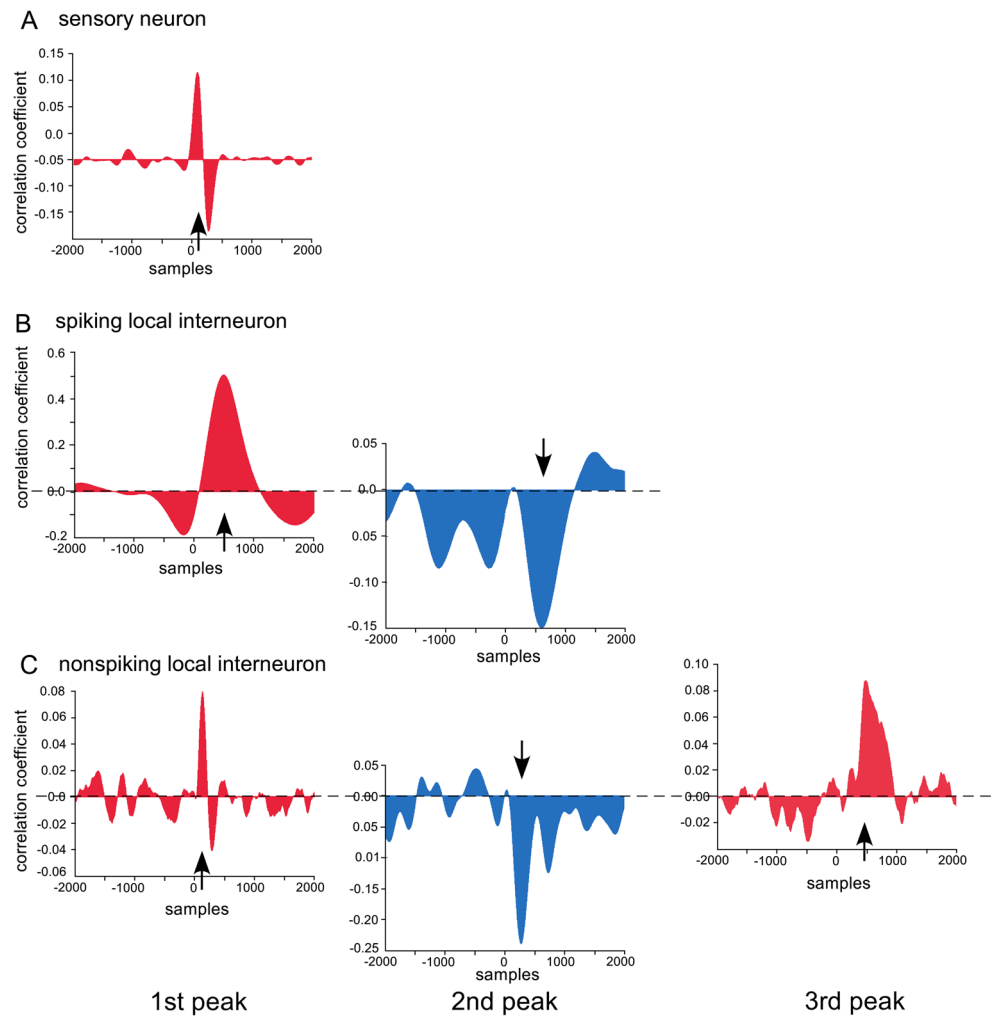 A sensory neuron
correlation coefficient
0.15
0.10
0.05
0.0
-0.05
-0.10
-0.15
-2000 -1000 0 1000 2000
samples
B spiking local interneuron
correlation coefficient
0.6
0.4
0.2
0.0
-0.2
-2000 -1000 0 1000 2000
samples
0.05
0.0
0.05
-0.10
-0.15
-2000 -1000 0 1000 2000
samples
C nonspiking local interneuron
correlation coefficient
0.08
0.06
0.04
0.02
0.00
-0.02
-0.04
-0.06
-2000 -1000 0 1000 2000
samples
0.05
0.00
0.05
0.01
-0.15
-0.20
-0.25
-2000 -1000 0 1000 2000
samples
0.10
0.08
0.06
0.04
0.02
0.00
-0.02
-2000 -1000 0 1000 2000
samples
1st peak 2nd peak 3rd peak